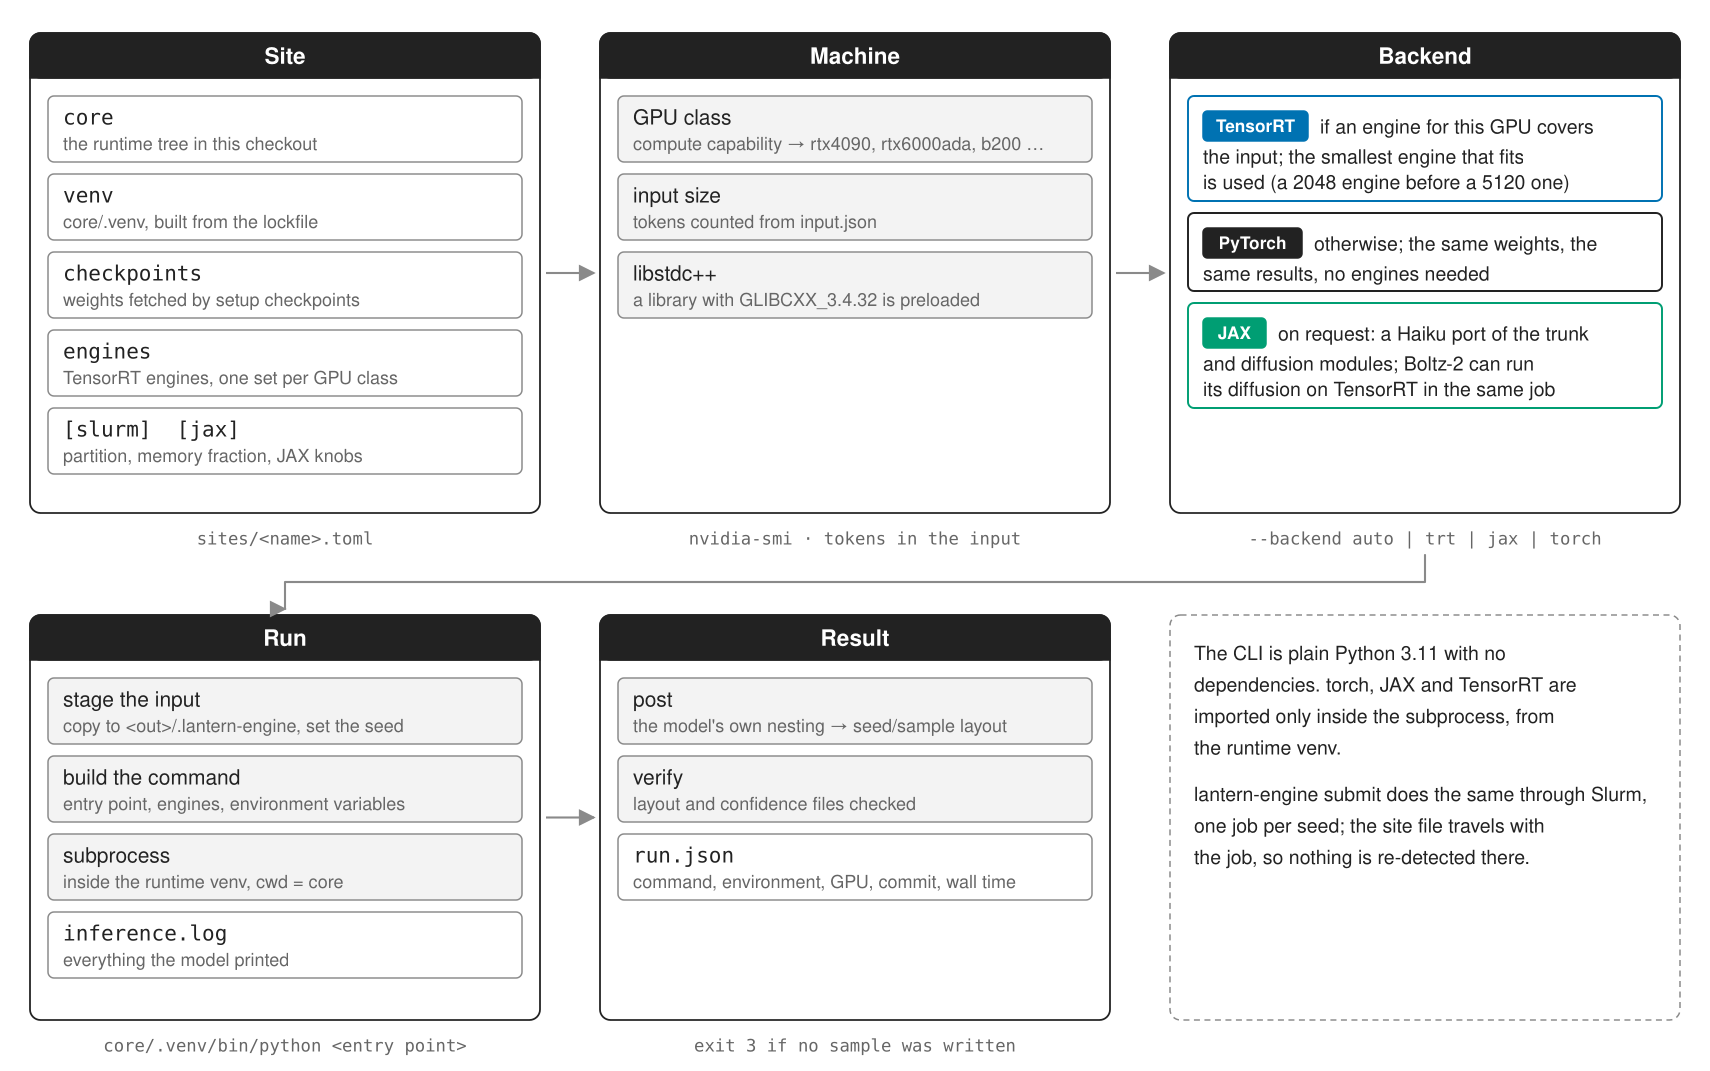 Site
core
the runtime tree in this checkout
venv
core/.venv, built from the lockfile
checkpoints
weights fetched by setup checkpoints
engines
TensorRT engines, one set per GPU class
[slurm] [jax]
partition, memory fraction, JAX knobs
sites/<name>.toml
Machine
GPU class
compute capability → rtx4090, rtx6000ada, b200 …
input size
tokens counted from input.json
libstdc++
a library with GLIBCXX_3.4.32 is preloaded
nvidia-smi · tokens in the input
Backend
TensorRT if an engine for this GPU covers
the input; the smallest engine that fits
is used (a 2048 engine before a 5120 one)
PyTorch otherwise; the same weights, the
same results, no engines needed
JAX on request: a Haiku port of the trunk
and diffusion modules; Boltz-2 can run
its diffusion on TensorRT in the same job
--backend auto | trt | jax | torch
Run
stage the input
copy to <out>/.lantern-engine, set the seed
build the command
entry point, engines, environment variables
subprocess
inside the runtime venv, cwd = core
inference.log
everything the model printed
core/.venv/bin/python <entry point>
Result
post
the model's own nesting → seed/sample layout
verify
layout and confidence files checked
run.json
command, environment, GPU, commit, wall time
exit 3 if no sample was written
The CLI is plain Python 3.11 with no
dependencies. torch, JAX and TensorRT are
imported only inside the subprocess, from
the runtime venv.
lantern-engine submit does the same through Slurm,
one job per seed; the site file travels with
the job, so nothing is re-detected there.